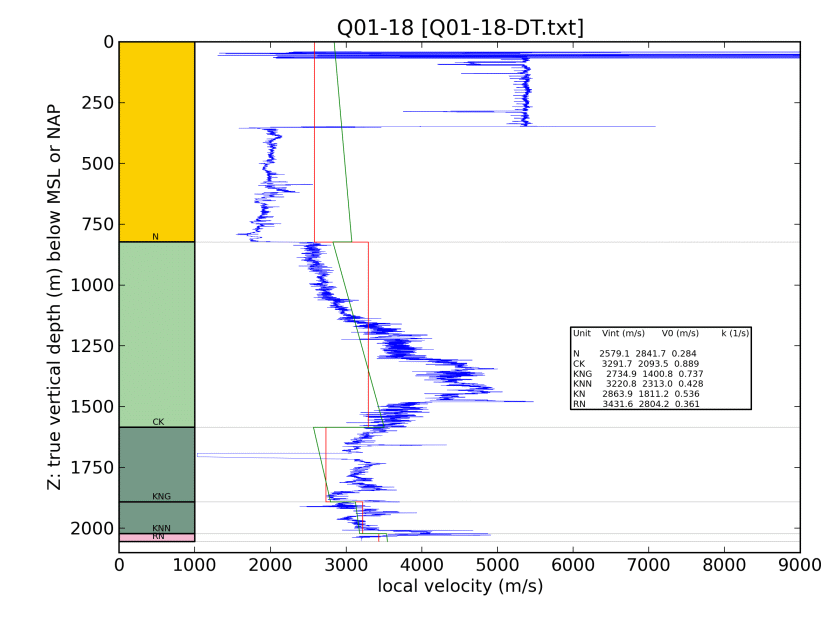 Q01-18 [Q01-18-DT.txt]
0
250
500
750
1000
1250
1500
1750
2000
Z: true vertical depth (m) below MSL or NAP
N
CK
KNG
KNN
RN
Unit Vint (m/s) V0 (m/s) k (1/s)
N 2579.1 2841.7 0.284
CK 3291.7 2093.5 0.889
KNG 2734.9 1400.8 0.737
KNN 3220.8 2313.0 0.428
KN 2863.9 1811.2 0.536
RN 3431.6 2804.2 0.361
0 1000 2000 3000 4000 5000 6000 7000 8000 9000
local velocity (m/s)